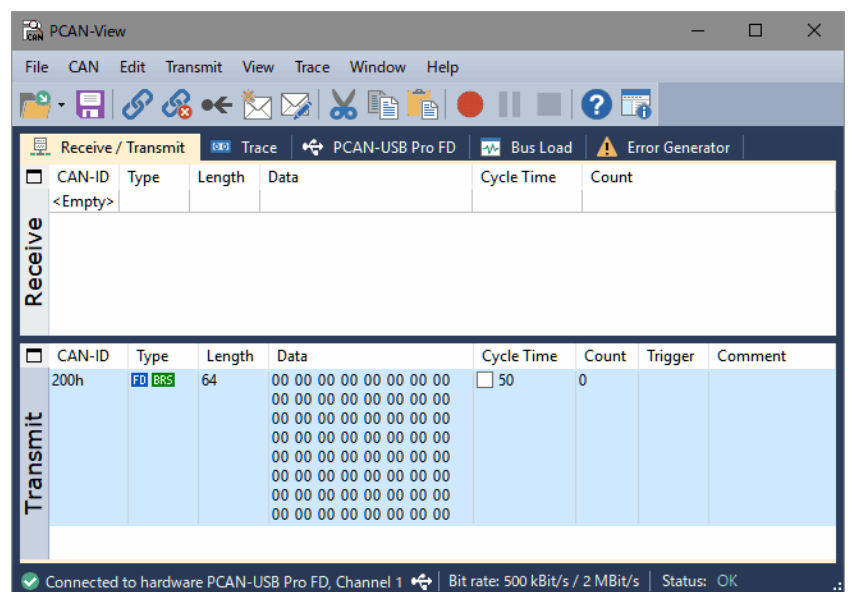 PCAN-View
File CAN Edit Transmit View Trace Window Help
Receive / Transmit Trace PCAN-USB Pro FD Bus Load Error Generator
CAN-ID Type Length Data Cycle Time Count
<Empty>
Receive
CAN-ID Type Length Data Cycle Time Count Trigger Comment
200h FD BRS 64 00 00 00 00 00 00 00 00 50 0
00 00 00 00 00 00 00 00
00 00 00 00 00 00 00 00
00 00 00 00 00 00 00 00
00 00 00 00 00 00 00 00
00 00 00 00 00 00 00 00
00 00 00 00 00 00 00 00
00 00 00 00 00 00 00 00
Transmit
Connected to hardware PCAN-USB Pro FD, Channel 1 Bit rate: 500 kBit/s / 2 MBit/s Status: OK